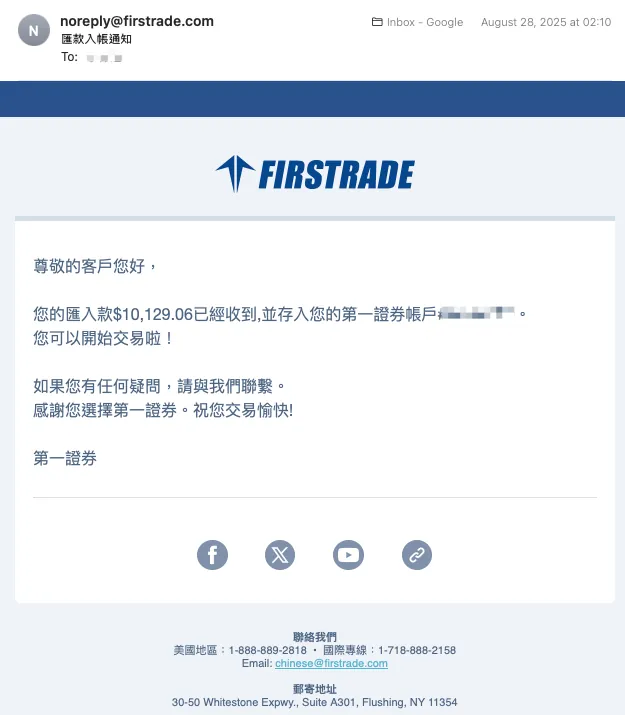 N
noreply@firstrade.com
Inbox - Google
August 28, 2025 at 02:10
匯款入帳通知
To:
FIRSTRADE
尊敬的客戶您好，
您的匯入款$10,129.06已經收到,並存入您的第一證券帳戶。
您可以開始交易啦！
如果您有任何疑問，請與我們聯繫。
感謝您選擇第一證券。祝您交易愉快!
第一證券
聯絡我們
美國地區：1-888-889-2818 · 國際專線：1-718-888-2158
Email: chinese@firstrade.com
郵寄地址
30-50 Whitestone Expwy., Suite A301, Flushing, NY 11354